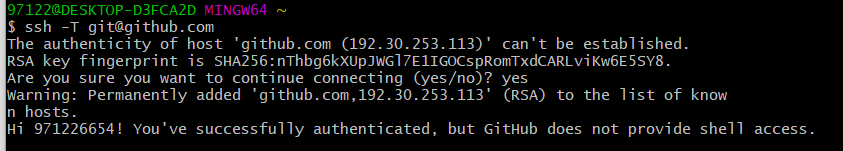 97122@DESKTOP-D3FCA2D MINGW64 ~
$ ssh -T git@github.com
The authenticity of host 'github.com (192.30.253.113)' can't be established.
RSA key fingerprint is SHA256:nThbg6kXUpJWGl7E1IGOCspRomTxdCARLviKw6E5SY8.
Are you sure you want to continue connecting (yes/no)? yes
Warning: Permanently added 'github.com,192.30.253.113' (RSA) to the list of know
n hosts.
Hi 971226654! You've successfully authenticated, but GitHub does not provide shell access.